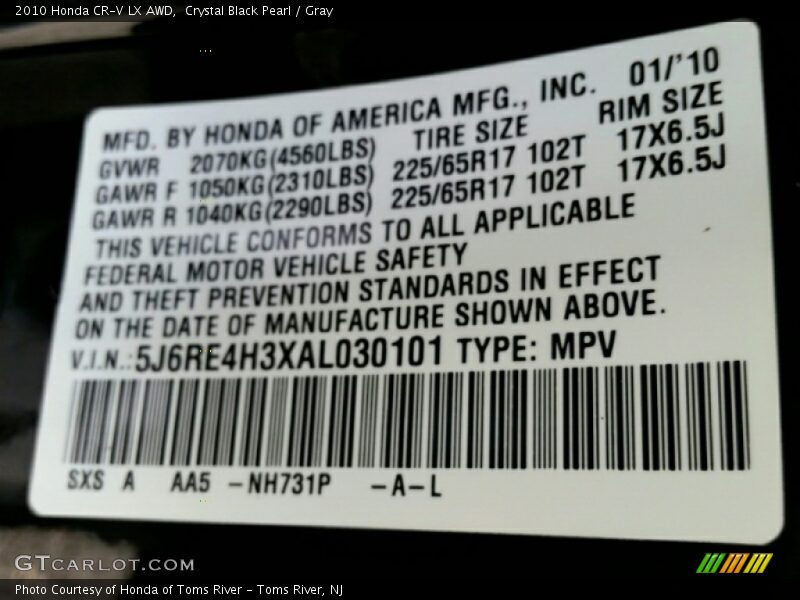 2010 Honda CR-V LX AWD,  Crystal Black Pearl / Gray
MFD. BY HONDA OF AMERICA MFG., INC. 01/'10
GVWR 2070KG(4560LBS) TIRE SIZE RIM SIZE
GAWR F 1050KG(2310LBS) 225/65R17 102T 17X6.5J
GAWR R 1040KG(2290LBS) 225/65R17 102T 17X6.5J
THIS VEHICLE CONFORMS TO ALL APPLICABLE
FEDERAL MOTOR VEHICLE SAFETY
AND THEFT PREVENTION STANDARDS IN EFFECT
ON THE DATE OF MANUFACTURE SHOWN ABOVE.
V.I.N.: 5J6RE4H3XAL030101 TYPE: MPV
SXS A AA5 -NH731P -A-L
GTCARLOT.COM
Photo Courtesy of Honda of Toms River - Toms River, NJ